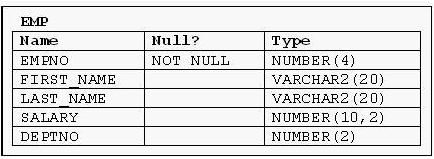 EMP
Name Null? Type
EMPNO NOT NULL NUMBER(4)
FIRST_NAME VARCHAR2(20)
LAST_NAME VARCHAR2(20)
SALARY NUMBER(10,2)
DEPTNO NUMBER(2)